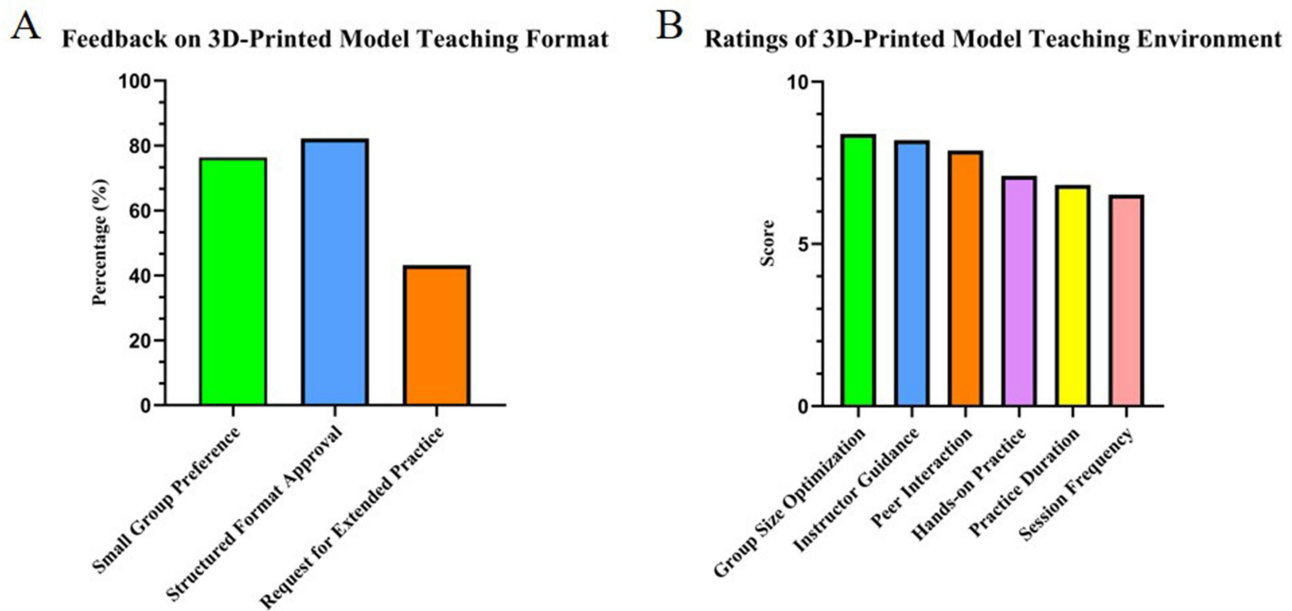 A
Feedback on 3D-Printed Model Teaching Format
Percentage (%)
100
80
60
40
20
0
Small Group Preference
Structured Format Approval
Request for Extended Practice
B
Ratings of 3D-Printed Model Teaching Environment
Score
10
5
0
Group Size Optimization
Instructor Guidance
Peer Interaction
Hands-on Practice
Practice Duration
Session Frequency